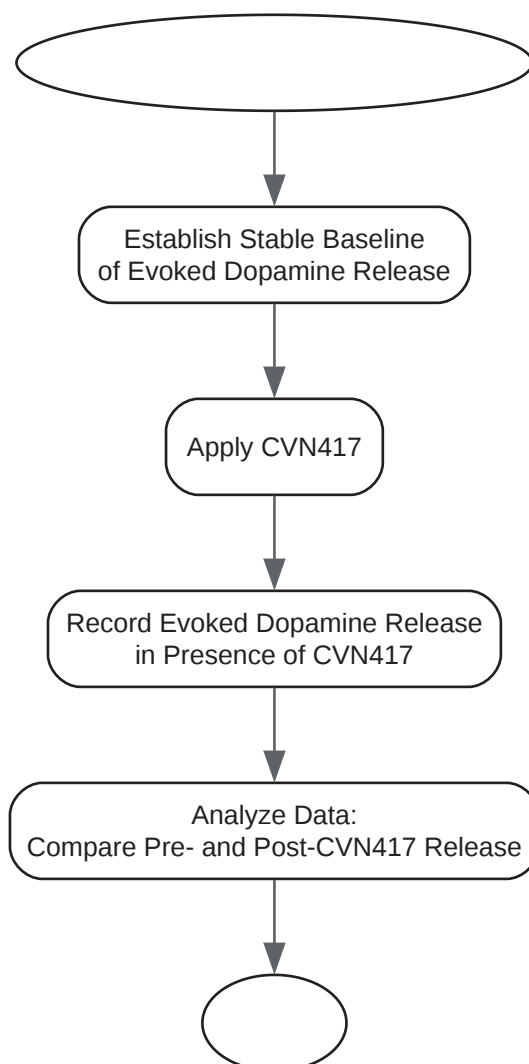 Establish Stable Baseline
of Evoked Dopamine Release
Apply CVN417
Record Evoked Dopamine Release
in Presence of CVN417
Analyze Data:
Compare Pre- and Post-CVN417 Release